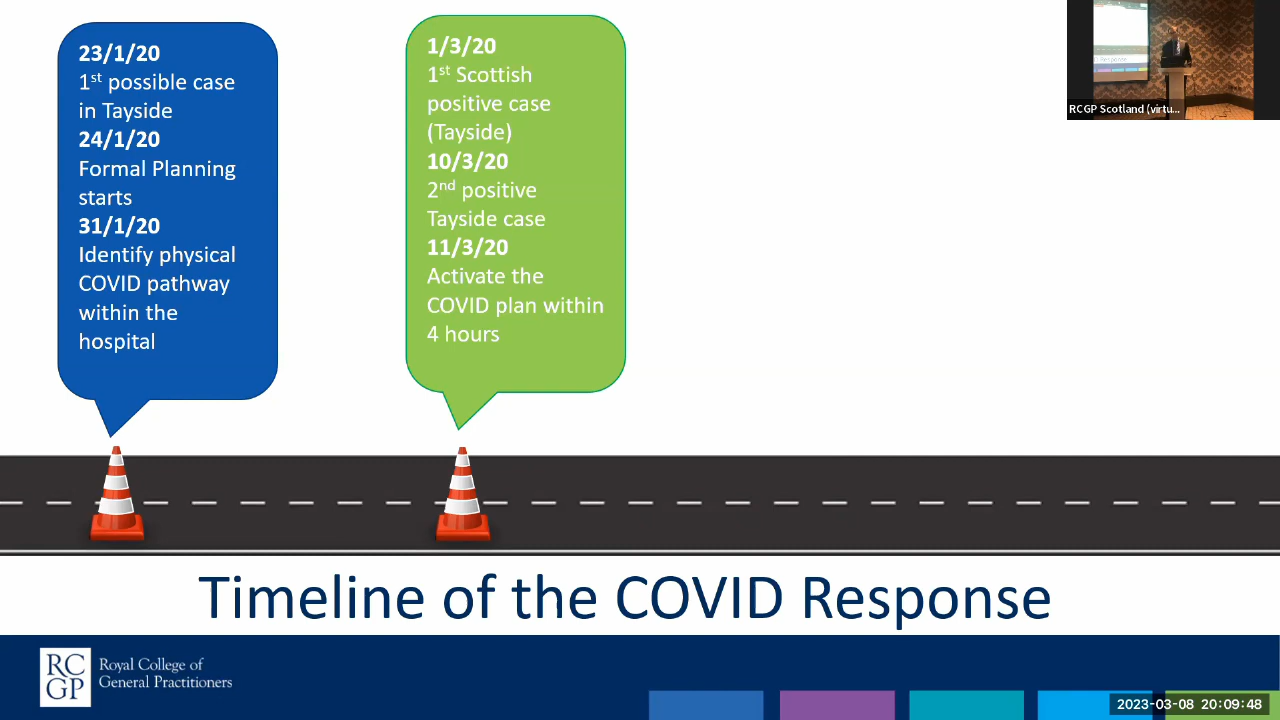 23/1/20
1st possible case
in Tayside
24/1/20
Formal Planning
starts
31/1/20
Identify physical
COVID pathway
within the
hospital
1/3/20
1st Scottish
positive case
(Tayside)
10/3/20
2nd positive
Tayside case
11/3/20
Activate the
COVID plan within
4 hours
RCGP Scotland (virtu...
Timeline of the COVID Response
RC
GP
Royal College of
General Practitioners
2023-03-08 20:09:48